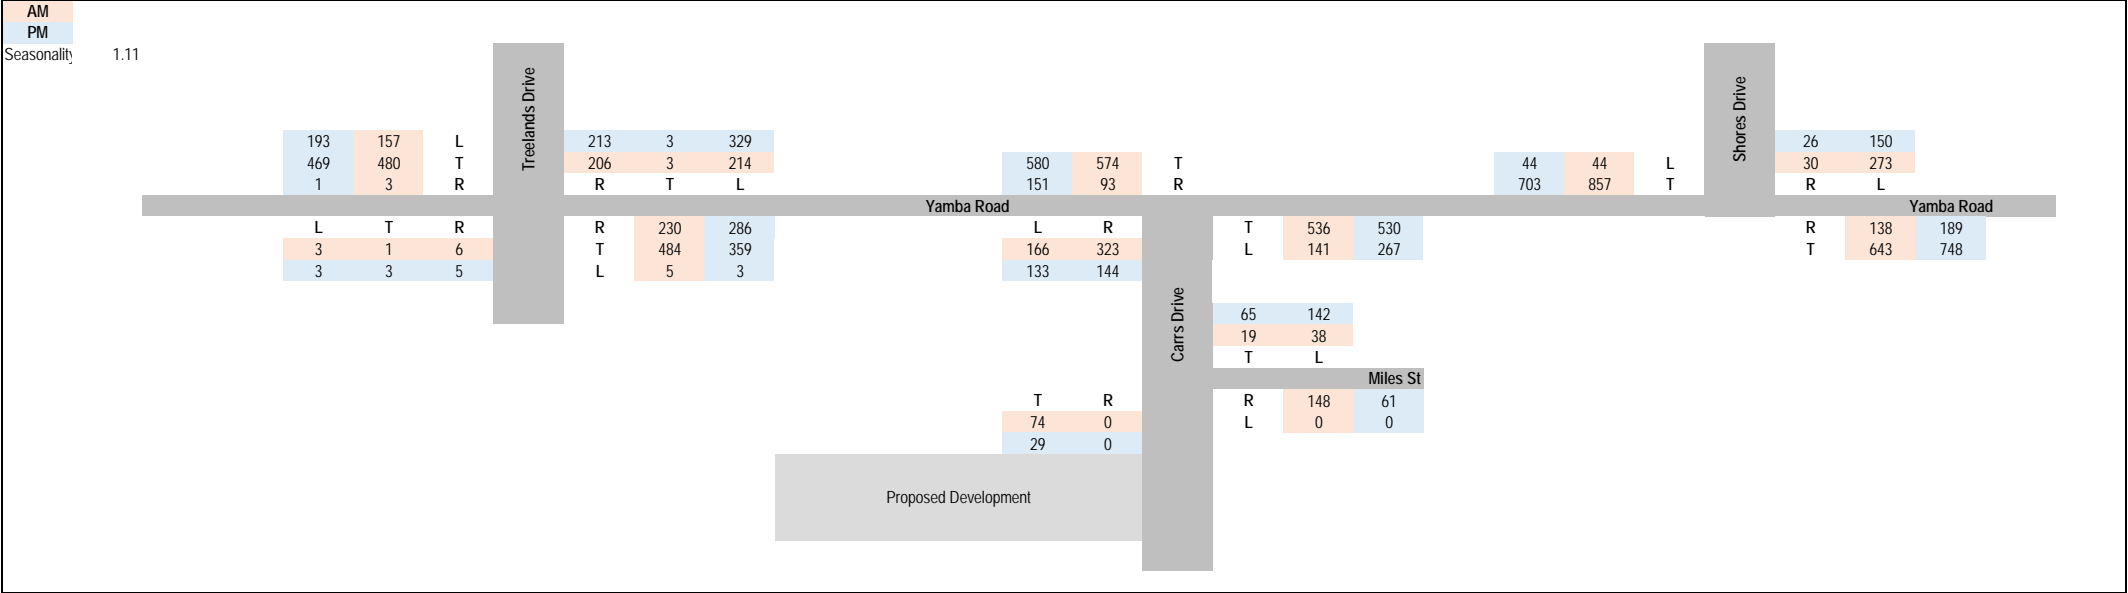 AM
PM
Seasonality 1.11
Treelands Drive
Shores Drive
193 157 L 213 3 329 26 150
469 480 T 206 3 214 580 574 T 44 44 L 30 273
1 3 R R T L 151 93 R 703 857 T R L
Yamba Road Yamba Road
L T R R 230 286 L R T 536 530 R 138 189
3 1 6 T 484 359 166 323 L 141 267 T 643 748
3 3 5 L 5 3 133 144
Carrs Drive
65 142
19 38
T L
Miles St
T R R 148 61
74 0 L 0 0
29 0
Proposed Development